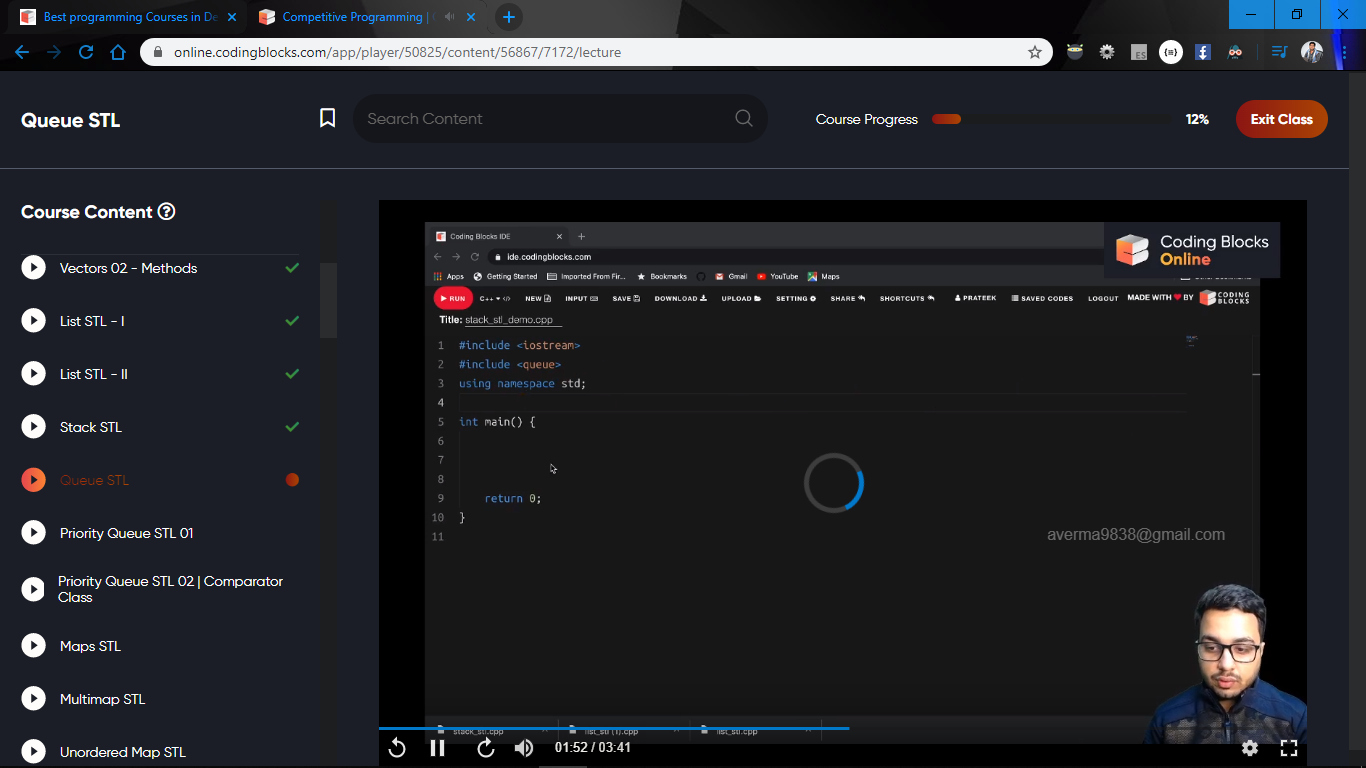 Best programming Courses in De
Competitive Programming |
online.codingblocks.com/app/player/50825/content/56867/7172/lecture
Queue STL
Search Content
Course Progress
12%
Exit Class
Course Content
Vectors 02 - Methods
List STL - I
List STL - II
Stack STL
Queue STL
Priority Queue STL 01
Priority Queue STL 02 | Comparator
Class
Maps STL
Multimap STL
Unordered Map STL
Coding Blocks IDE
ide.codingblocks.com
Apps Getting Started Imported From Fir... Bookmarks Gmail YouTube Maps
Coding Blocks
Online
RUN C++ NEW INPUT SAVE DOWNLOAD UPLOAD SETTING SHARE SHORTCUTS PRATEEK SAVED CODES LOGOUT MADE WITH BY CODING BLOCKS
Title: stack_stl_demo.cpp
1 #include <iostream>
2 #include <queue>
3 using namespace std;
4
5 int main() {
6
7
8
9 return 0;
10 }
11
averma9838@gmail.com
stack_stl.cpp list_stl (1).cpp list_stl.cpp
01:52 / 03:41